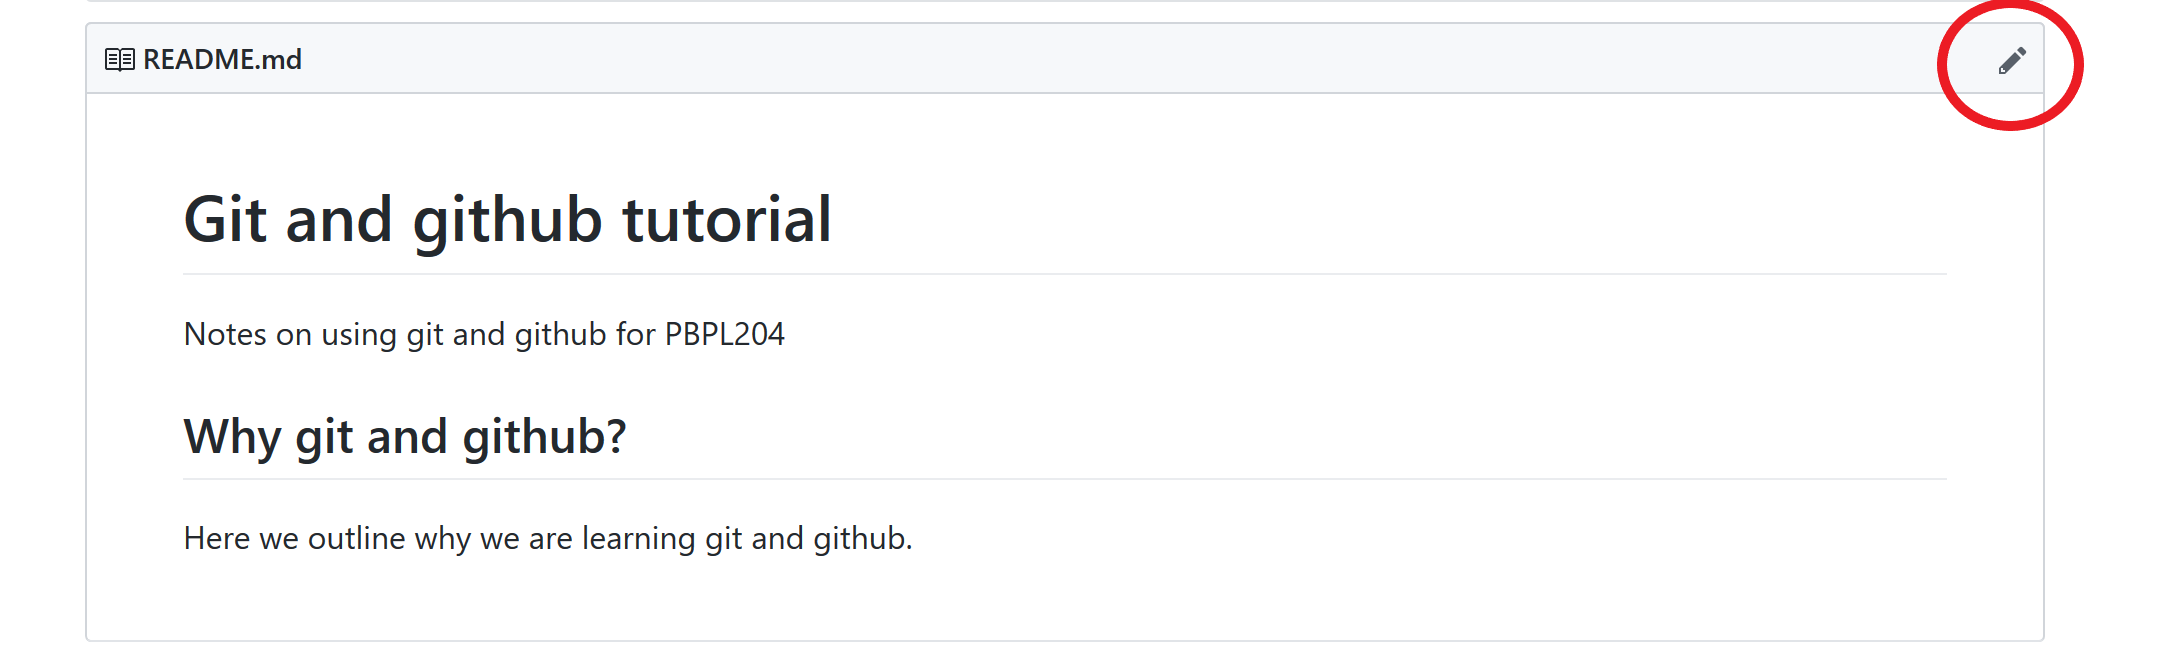 README.md
Git and github tutorial
Notes on using git and github for PBPL204
Why git and github?
Here we outline why we are learning git and github.